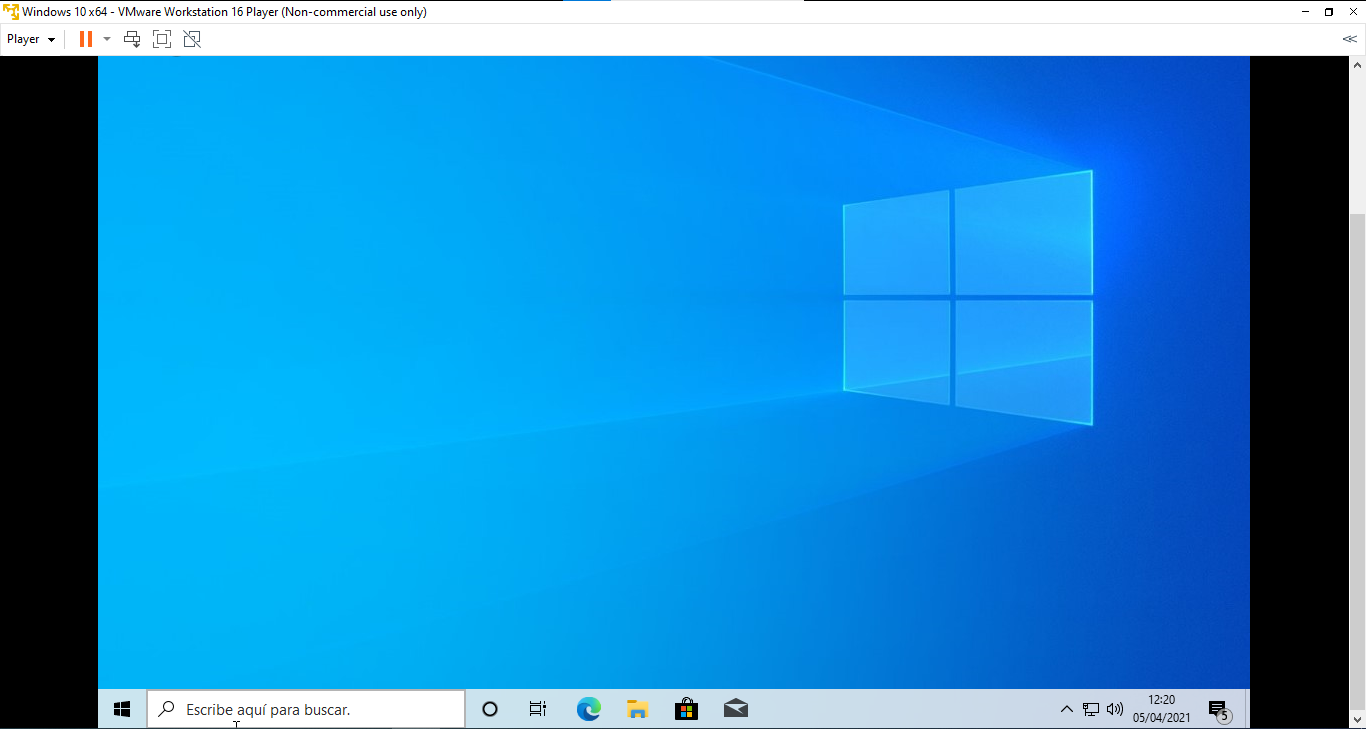 Windows 10 x64 - VMware Workstation 16 Player (Non-commercial use only)
Player
Escribe aquí para buscar.
12:20
05/04/2021
5